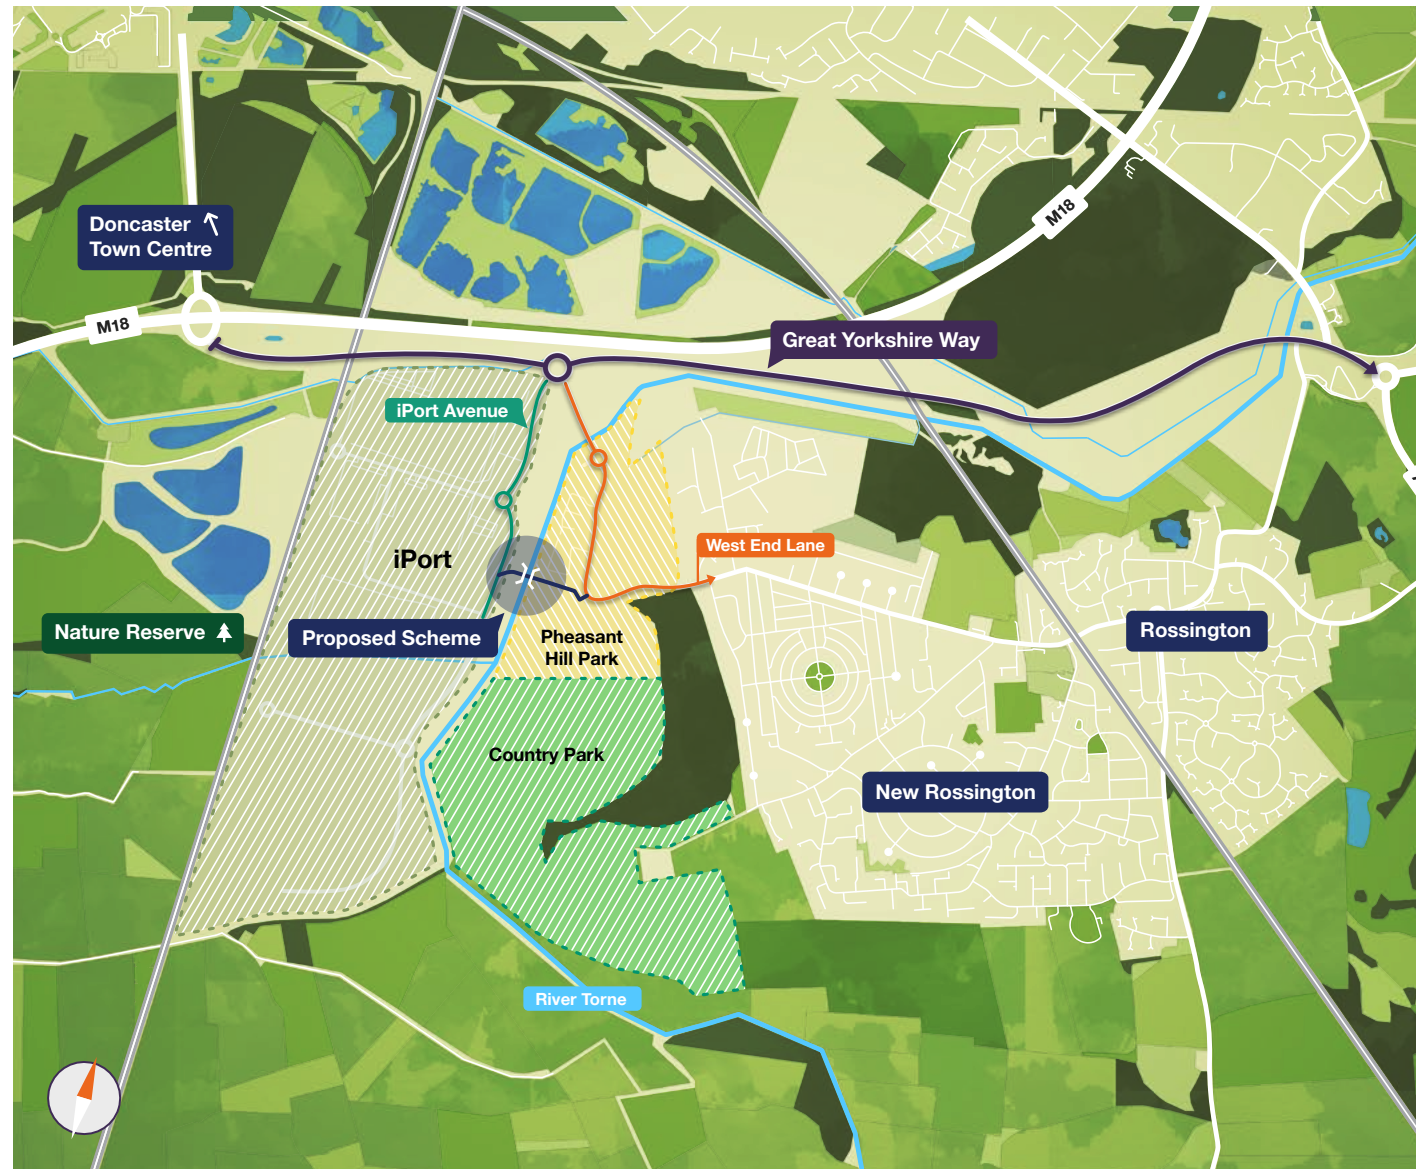 Doncaster
Town Centre
M18
M18
Great Yorkshire Way
iPort Avenue
West End Lane
iPort
Nature Reserve
Proposed Scheme
Pheasant
Hill Park
Rossington
Country Park
New Rossington
River Torne